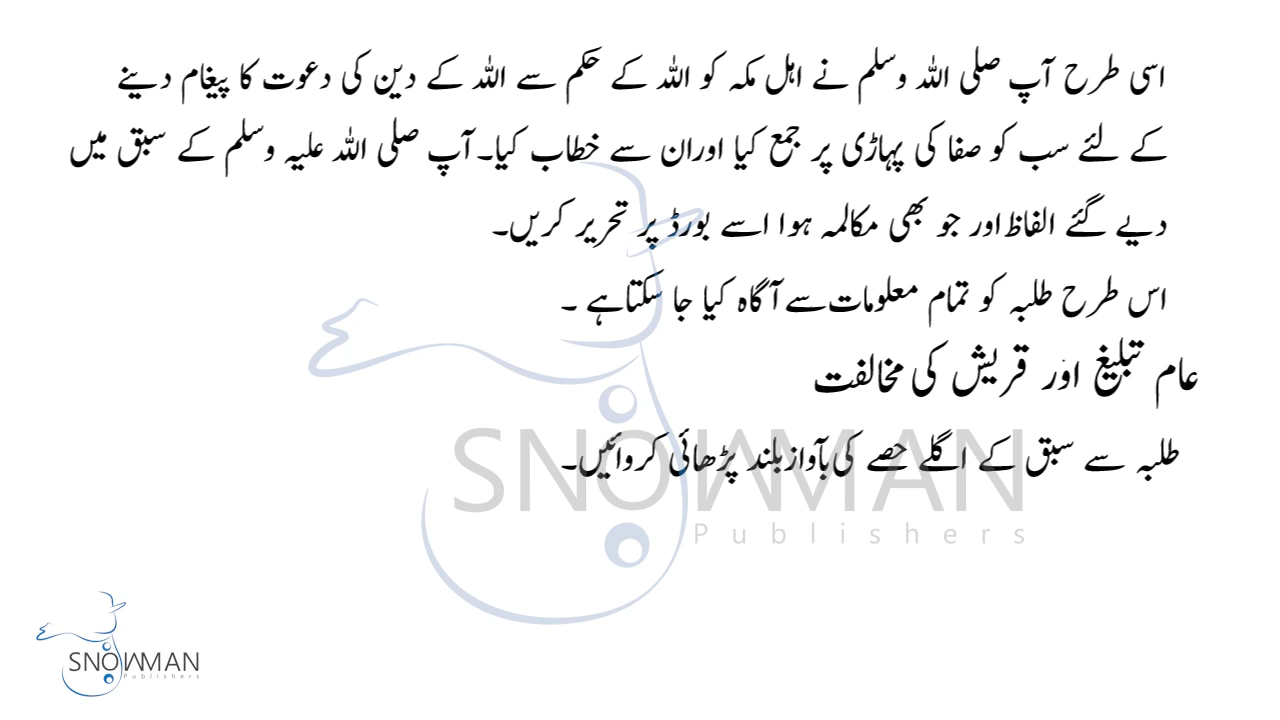 اسی طرح آپ صلی اللہ وسلم نے اہل مکہ کو اللہ کے حکم سے اللہ کے دین کی دعوت کا پیغام دینے
کے لئے سب کو صفا کی پہاڑی پر جمع کیا اوران سے خطاب کیا۔آپ صلی اللہ علیہ وسلم کے سبق میں
دیے گئے الفاظ اور جو بھی مکالمہ ہوا اسے بورڈ پر تحریر کریں۔
اس طرح طلبہ کو تمام معلومات سے آگاہ کیا جا سکتا ہے ۔
عام تبلیغ اور قریش کی مخالفت
طلبہ سے سبق کے اگلے حصے کی بآواز بلند پڑھائی کروائیں۔
SNOWMAN
Publishers
SNOWMAN
Publishers